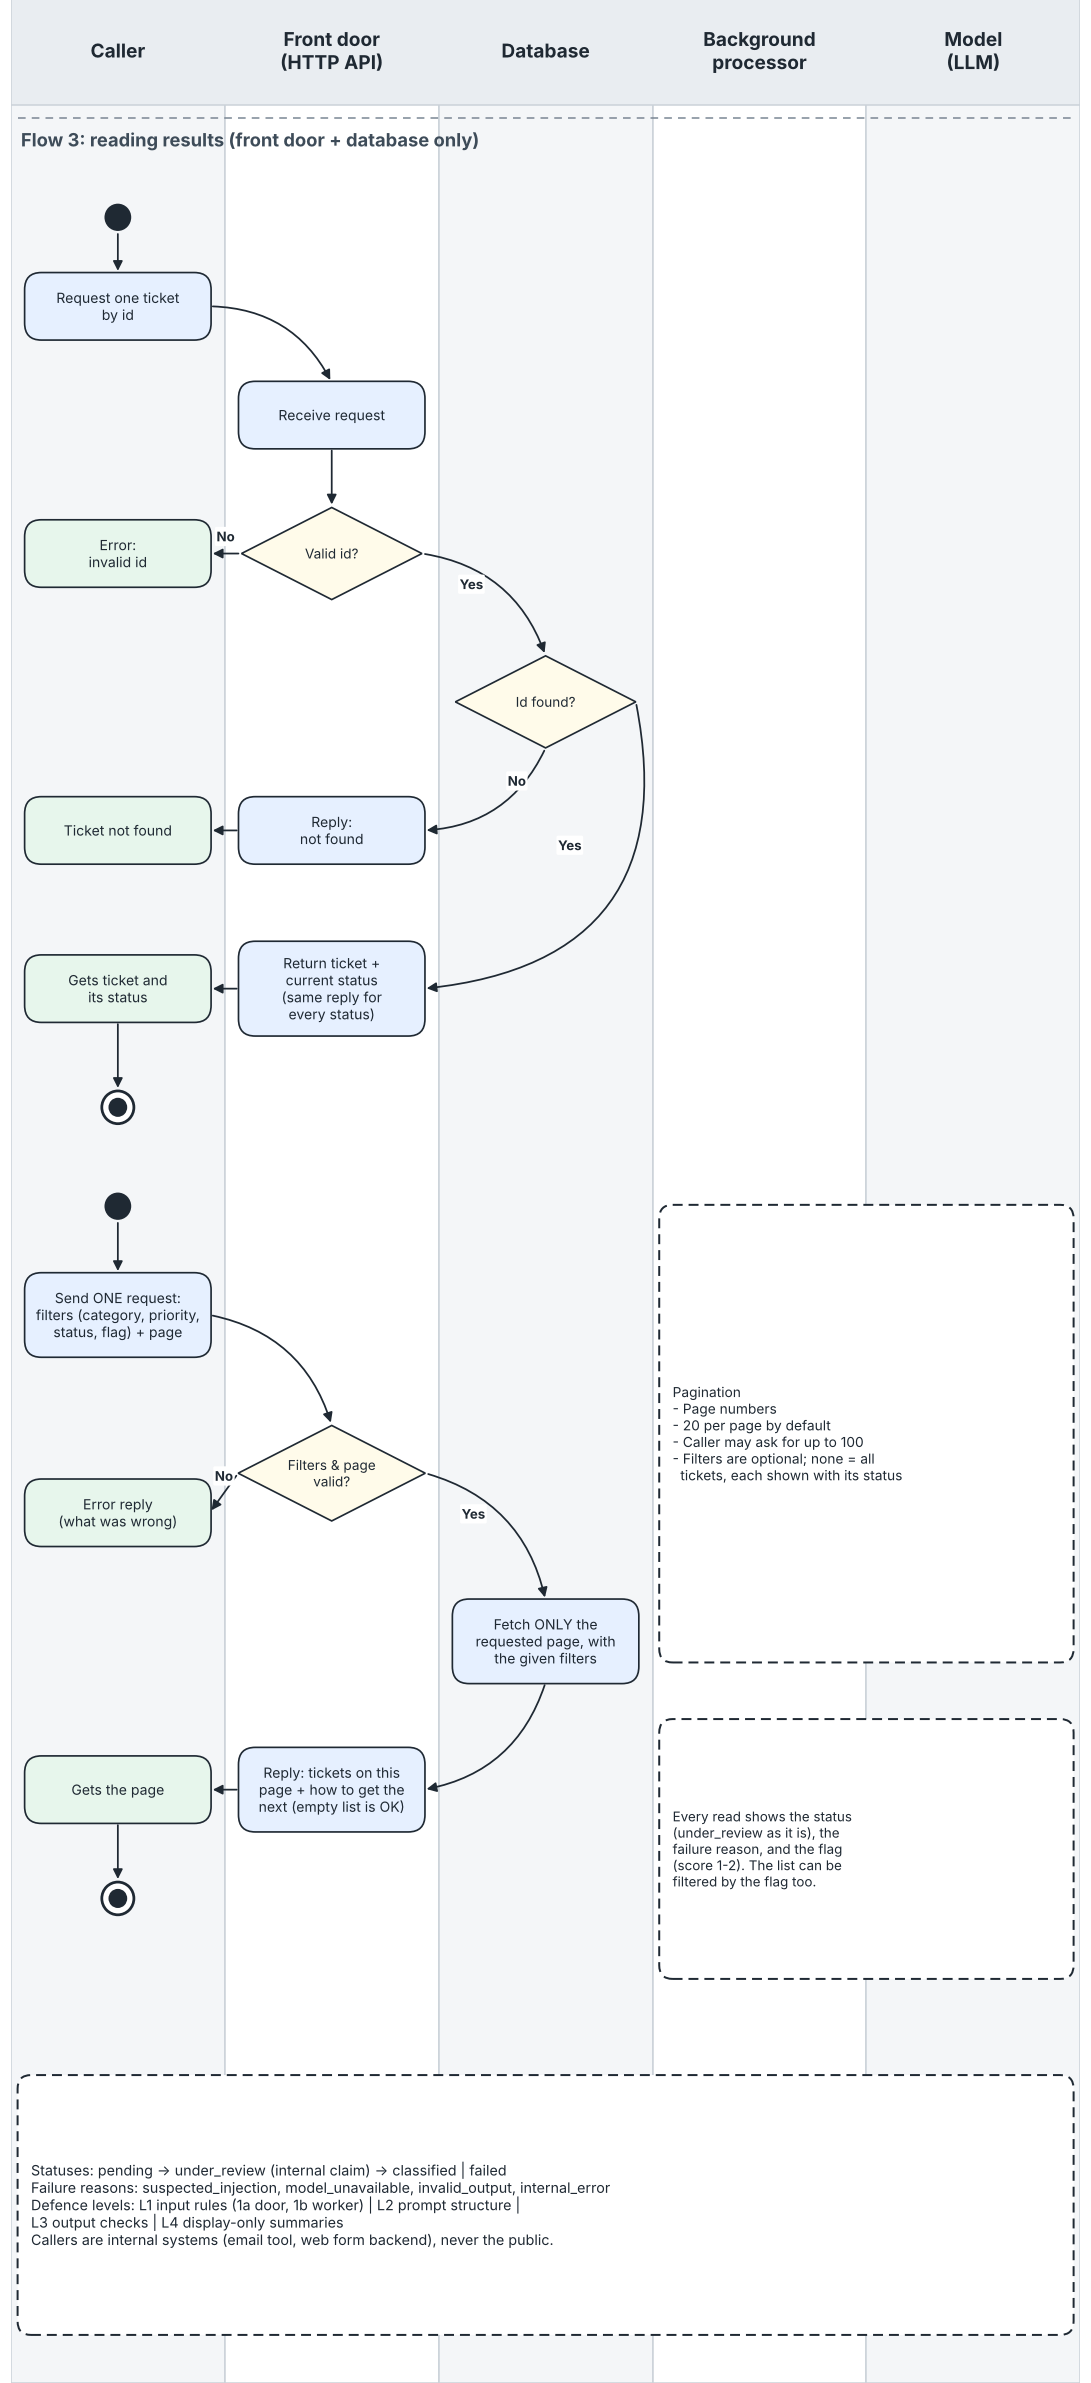 Caller
Front door
(HTTP API)
Database
Background
processor
Model
(LLM)
Flow 3: reading results (front door + database only)
Request one ticket
by id
Receive request
Error:
invalid id
No
Valid id?
Yes
Id found?
No
Ticket not found
Reply:
not found
Yes
Gets ticket and
its status
Return ticket +
current status
(same reply for
every status)
Send ONE request:
filters (category, priority,
status, flag) + page
Pagination
- Page numbers
- 20 per page by default
- Caller may ask for up to 100
- Filters are optional; none = all
tickets, each shown with its status
No
Filters & page
valid?
Error reply
(what was wrong)
Yes
Fetch ONLY the
requested page, with
the given filters
Gets the page
Reply: tickets on this
page + how to get the
next (empty list is OK)
Every read shows the status
(under_review as it is), the
failure reason, and the flag
(score 1-2). The list can be
filtered by the flag too.
Statuses: pending → under_review (internal claim) → classified | failed
Failure reasons: suspected_injection, model_unavailable, invalid_output, internal_error
Defence levels: L1 input rules (1a door, 1b worker) | L2 prompt structure |
L3 output checks | L4 display-only summaries
Callers are internal systems (email tool, web form backend), never the public.